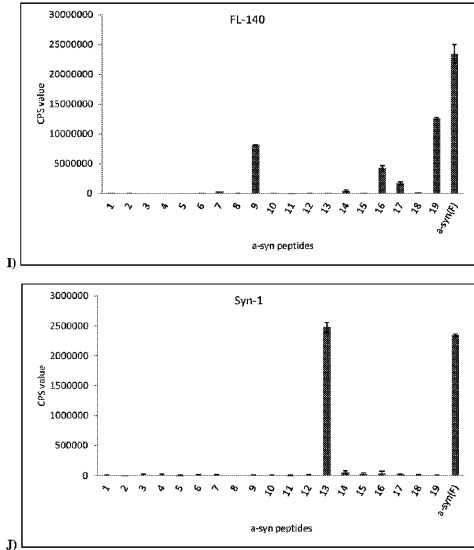 FL-140
30000000
25000000
20000000
15000000
10000000
5000000
0
CPS value
1 2 3 4 5 6 7 8 9 10 11 12 13 14 15 16 17 18 19 a-syn(F)
a-syn peptides
I)
Syn-1
3000000
2500000
2000000
1500000
1000000
500000
0
CPS value
1 2 3 4 5 6 7 8 9 10 11 12 13 14 15 16 17 18 19 a-syn(F)
a-syn peptides
J)